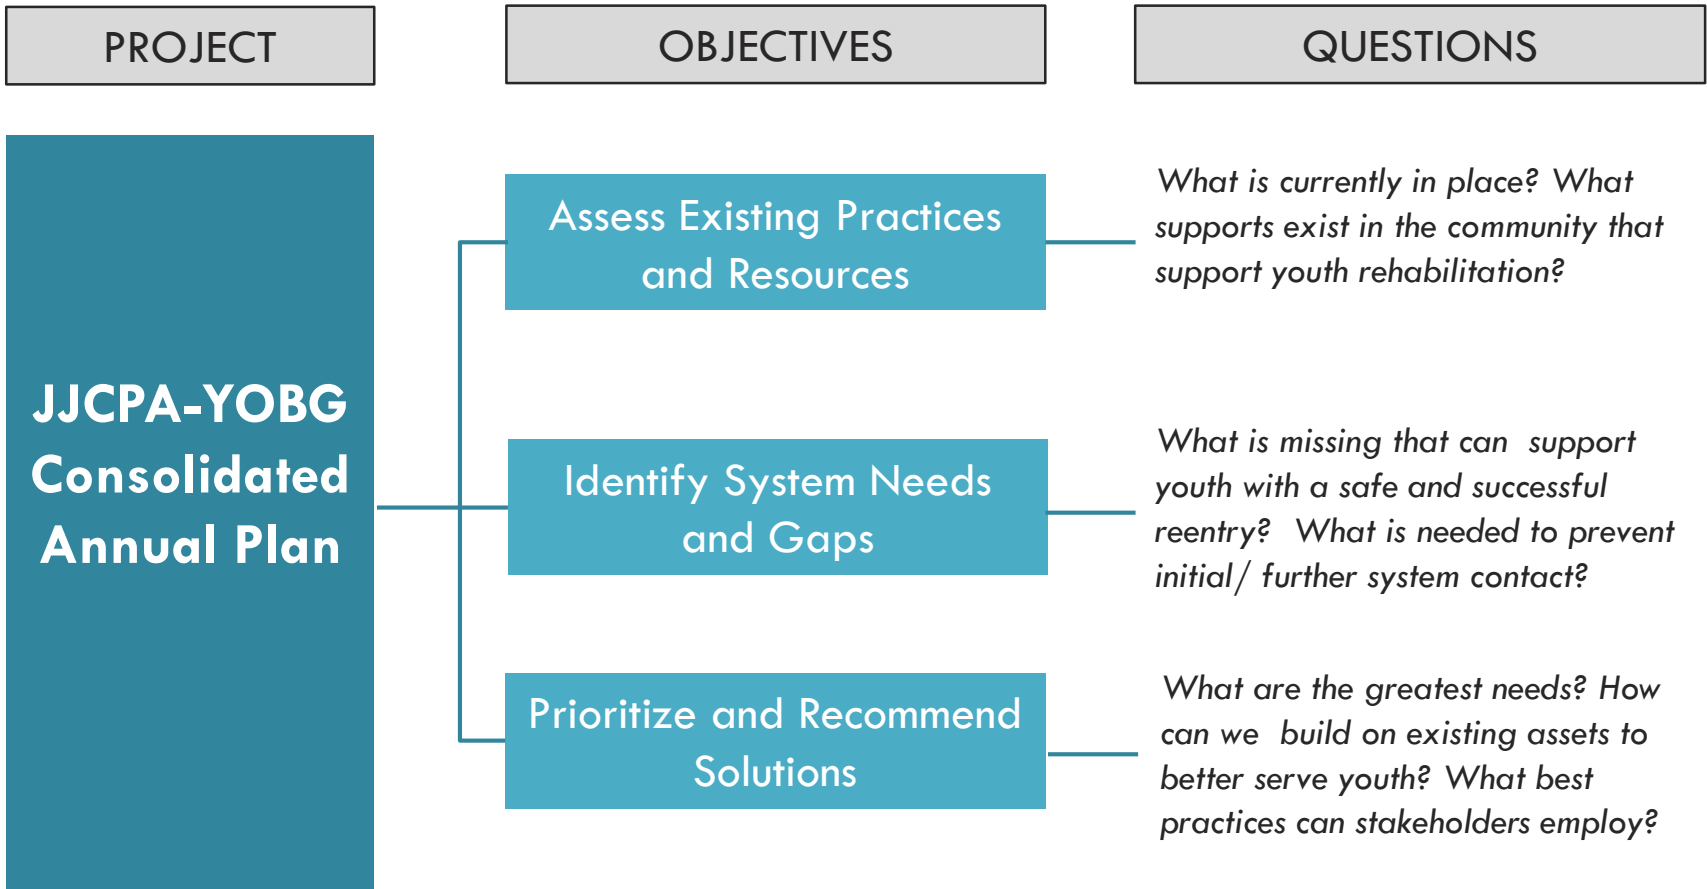 PROJECT
OBJECTIVES
QUESTIONS
JJCPA-YOBG
Consolidated
Annual Plan
Assess Existing Practices
and Resources
What is currently in place? What
supports exist in the community that
support youth rehabilitation?
Identify System Needs
and Gaps
What is missing that can  support
youth with a safe and successful
reentry?  What is needed to prevent
initial/ further system contact?
Prioritize and Recommend
Solutions
What are the greatest needs? How
can we  build on existing assets to
better serve youth? What best
practices can stakeholders employ?